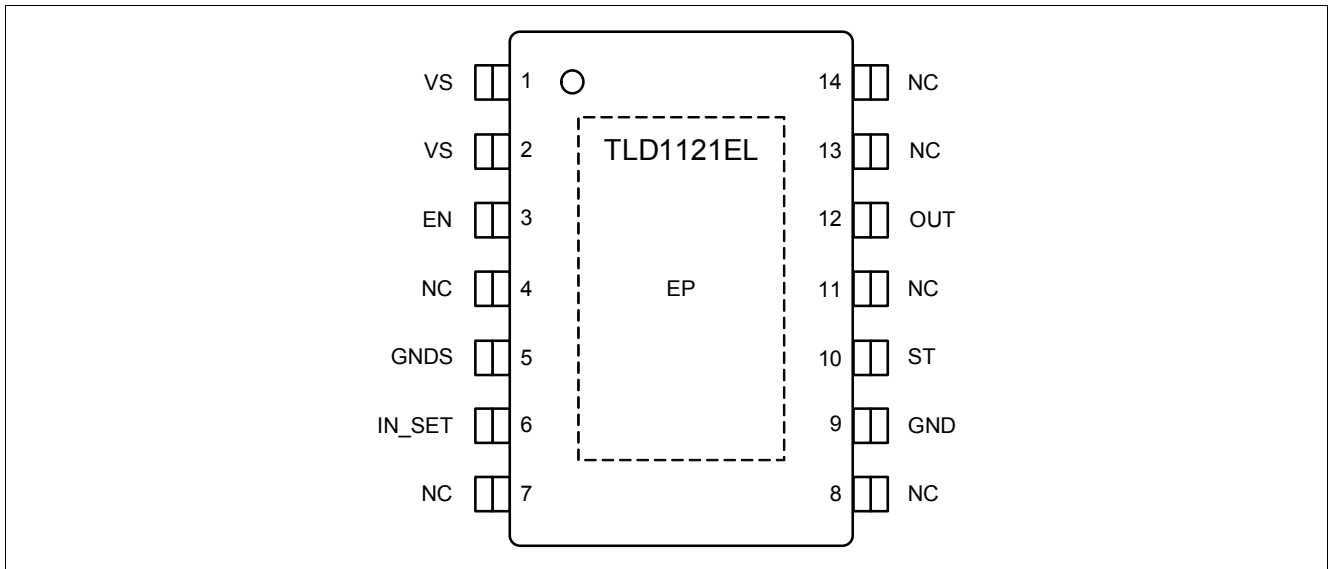 VS 1 14 NC
VS 2 TLD1121EL 13 NC
EN 3 12 OUT
NC 4 EP 11 NC
GNDS 5 10 ST
IN_SET 6 9 GND
NC 7 8 NC